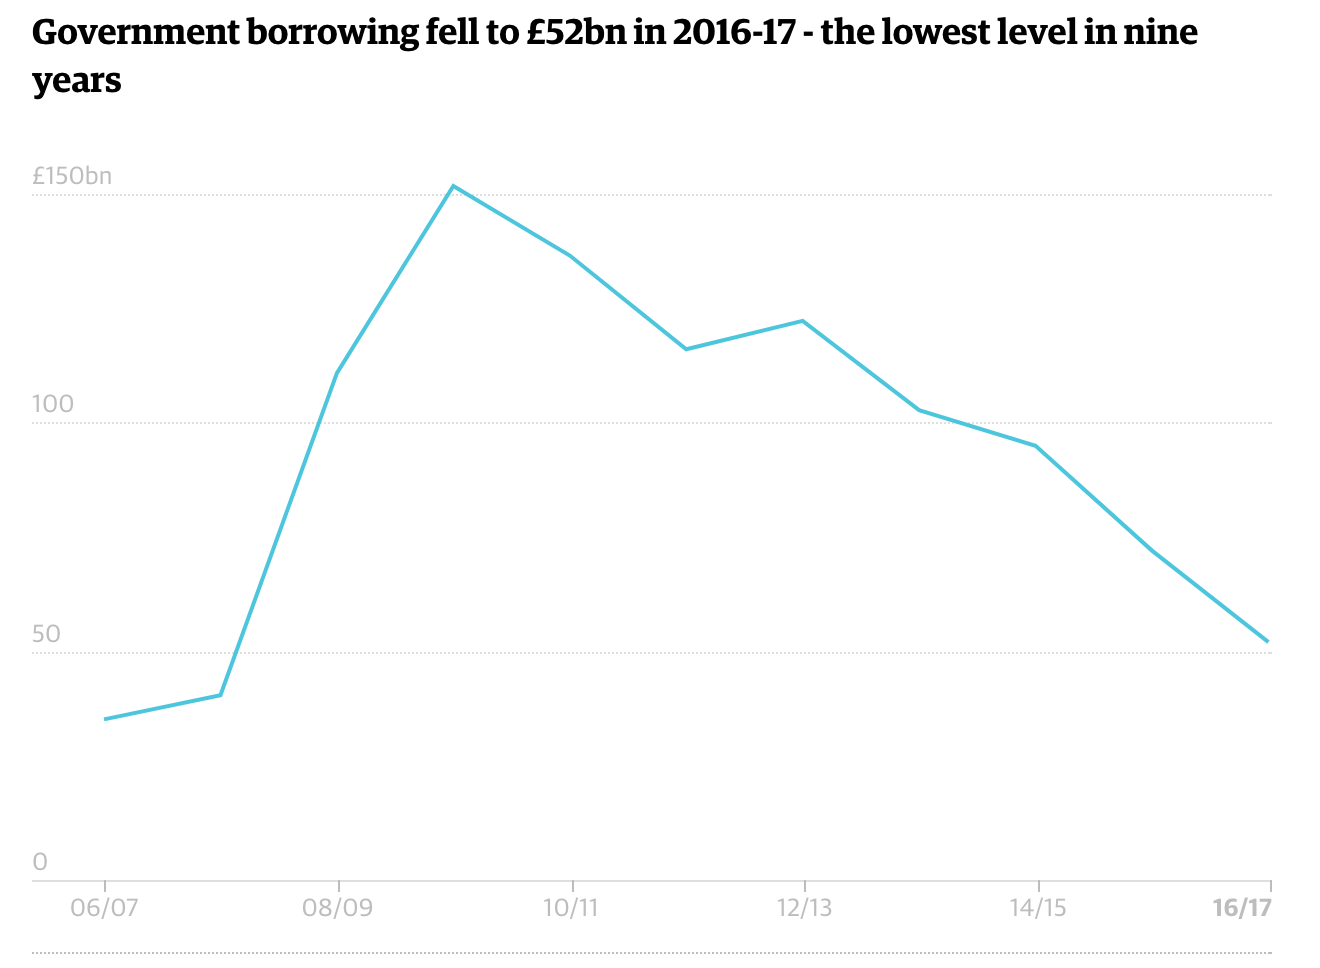 Government borrowing fell to £52bn in 2016-17 - the lowest level in nine
years
£150bn
100
50
0
06/07 08/09 10/11 12/13 14/15 16/17